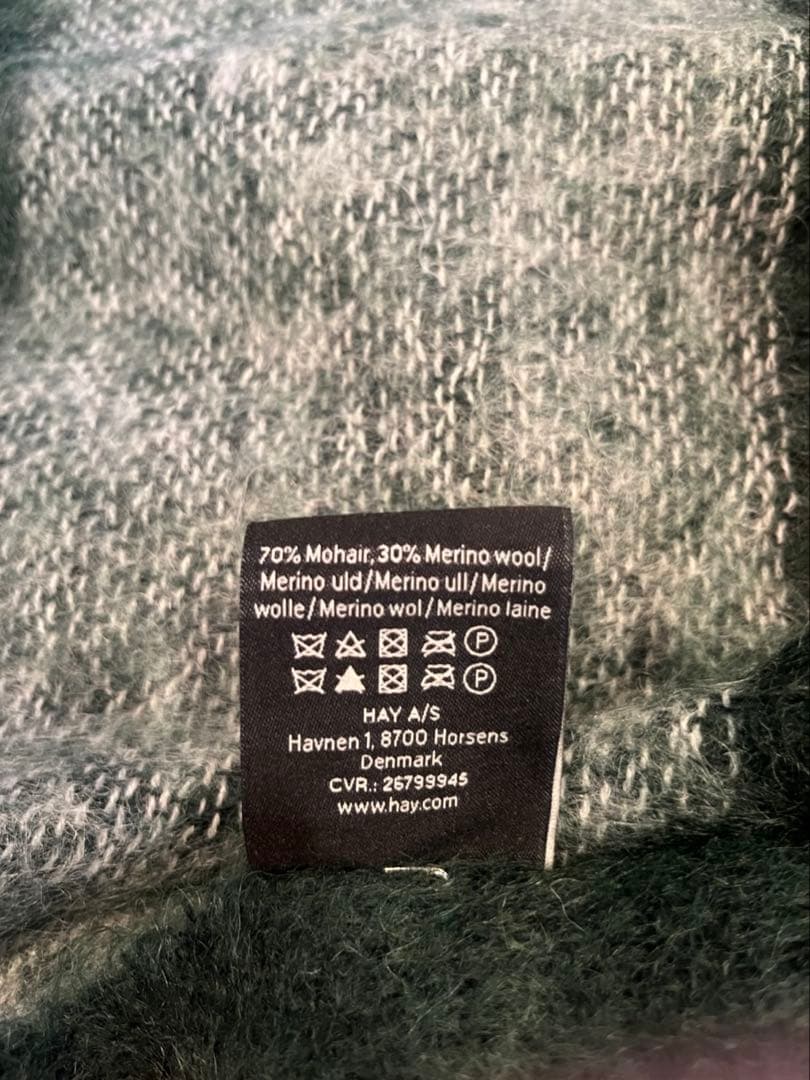 70% Mohair, 30% Merino wool/
Merino uld/Merino ull/Merino
wolle/Merino wol/Merino laine
P
P
HAY A/S
Havnen 1, 8700 Horsens
Denmark
CVR.: 26799945
www.hay.com